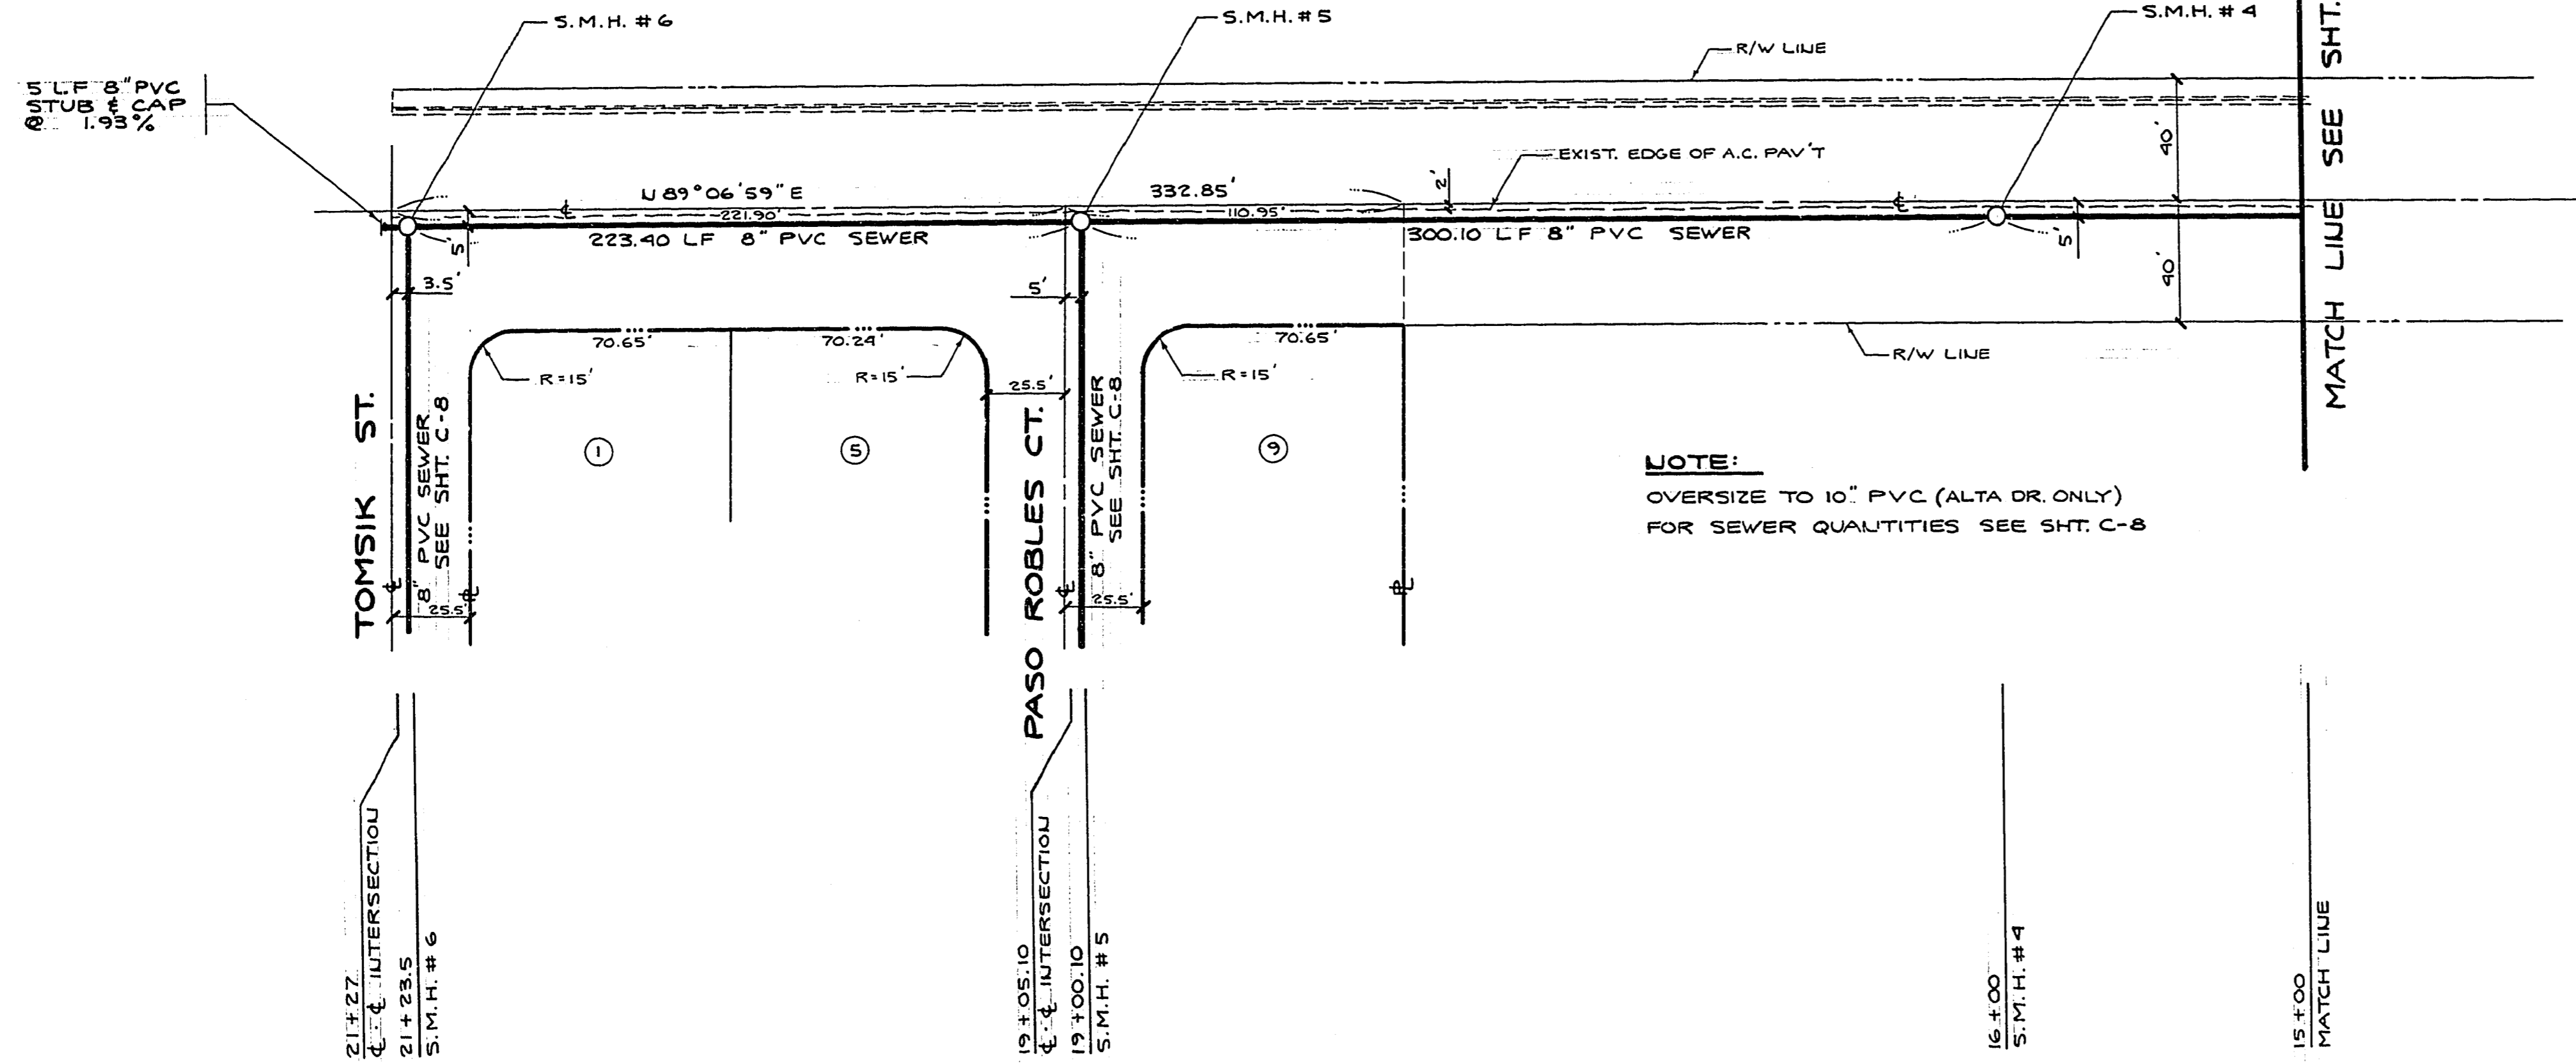 S.M.H. # 6
S.M.H. # 5
S.M.H. # 4
R/W LINE
5 LF 8" PVC
STUB & CAP
@ 1.93%
EXIST. EDGE OF A.C. PAV'T
2'
40'
MATCH LINE SEE SHT.
N 89°06'59" E
332.85'
℄
℄
221.90'
110.95'
223.40 LF 8" PVC SEWER
300.10 LF 8" PVC SEWER
5'
5'
3.5'
5'
40'
70.65'
70.24'
70.65'
R/W LINE
R=15'
R=15'
R=15'
25.5'
TOMSIK ST.
8" PVC SEWER
SEE SHT. C-8
1
5
PASO ROBLES CT.
8" PVC SEWER
SEE SHT. C-8
9
NOTE:
OVERSIZE TO 10" PVC (ALTA DR. ONLY)
FOR SEWER QUANTITIES SEE SHT. C-8
℄
℄
25.5'
25.5'
21+27
℄ - ℄ INTERSECTION
21+23.5
S.M.H. # 6
19+05.10
℄ - ℄ INTERSECTION
19+00.10
S.M.H. # 5
16+00
S.M.H. # 4
15+00
MATCH LINE